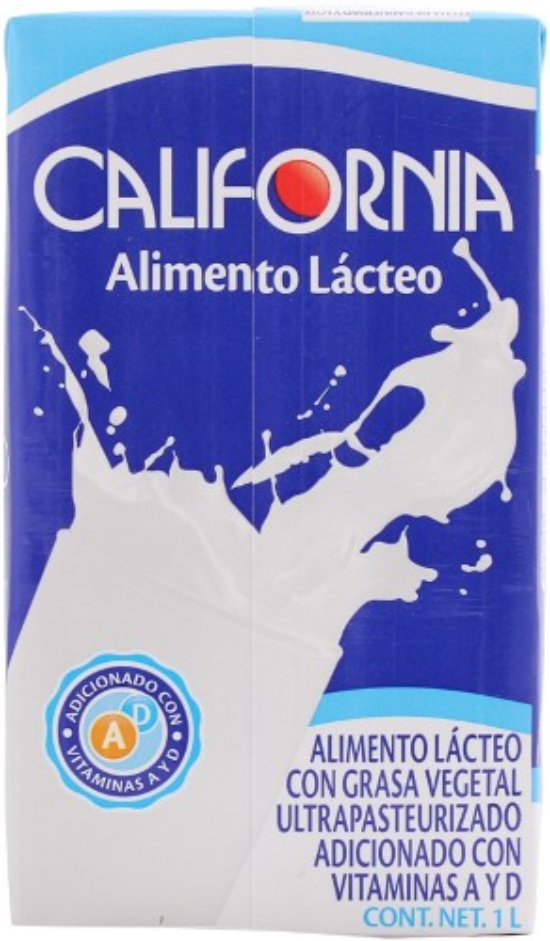 CALIFORNIA
Alimento Lácteo
ADICIONADO CON
A D
VITAMINAS A Y D
ALIMENTO LÁCTEO
CON GRASA VEGETAL
ULTRAPASTEURIZADO
ADICIONADO CON
VITAMINAS A Y D
CONT. NET. 1 L